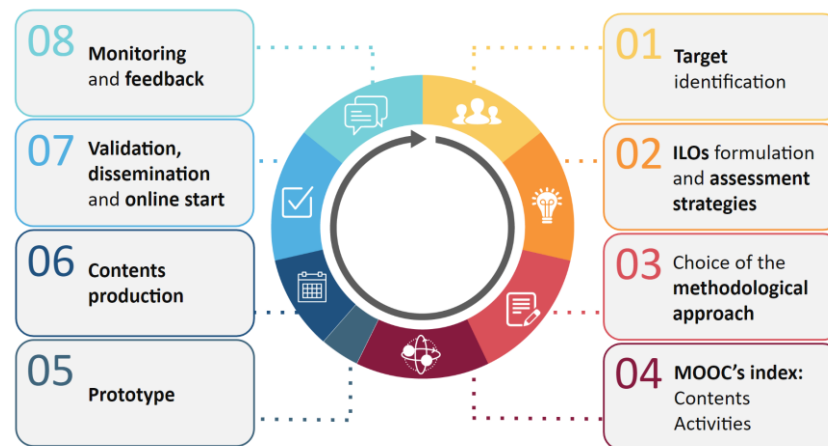 08
Monitoring
and feedback
07
Validation,
dissemination
and online start
06
Contents
production
05
Prototype
01
Target
identification
02
ILOs formulation
and assessment
strategies
03
Choice of the
methodological
approach
04
MOOC's index:
Contents
Activities